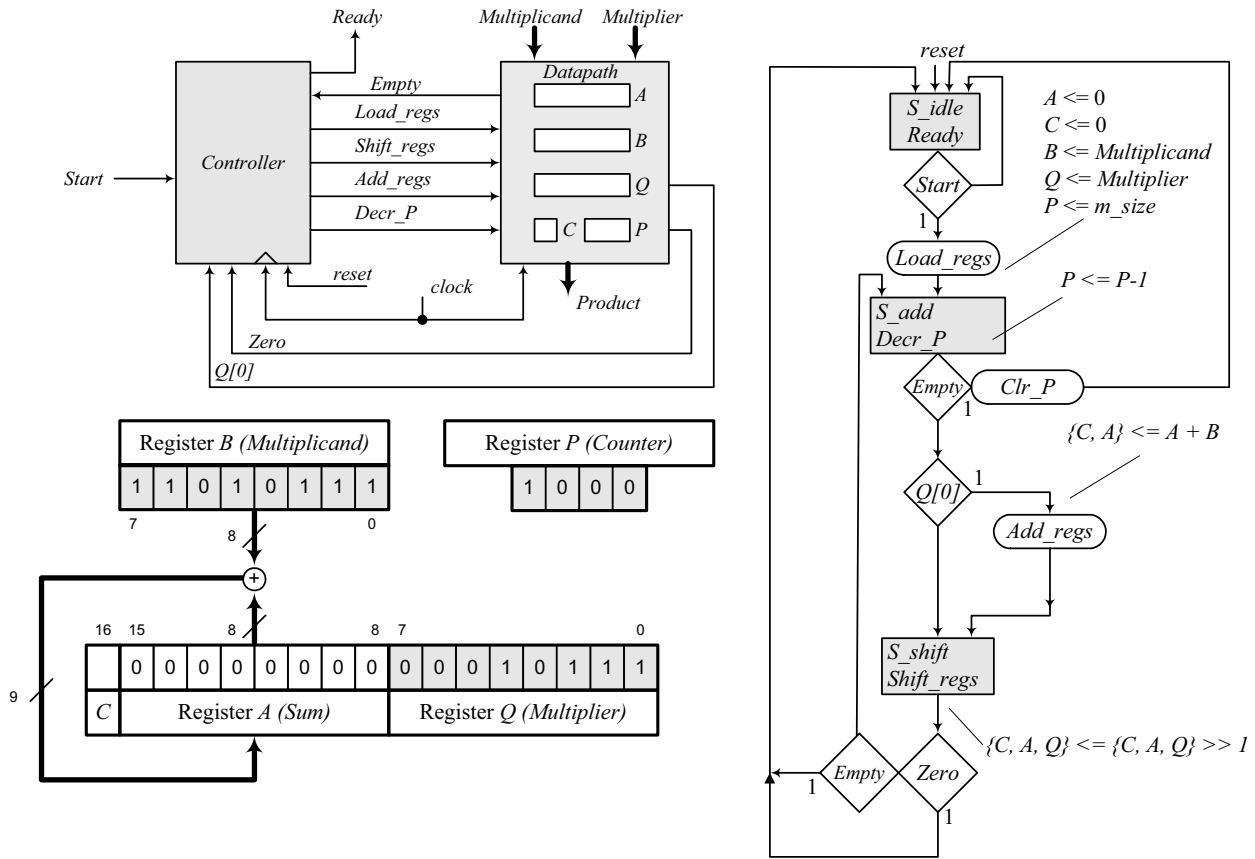 Ready
Multiplicand
Multiplier
Controller
Start
Empty
Load_regs
Shift_regs
Add_regs
Decr_P
Datapath
A
B
Q
C
P
reset
clock
Product
Zero
Q[0]
Register B (Multiplicand)
1 1 0 1 0 1 1 1
7
8
0
Register P (Counter)
1 0 0 0
+
16
15
8
8
7
0
0 0 0 0 0 0 0 0
0 0 0 1 0 1 1 1
9
C
Register A (Sum)
Register Q (Multiplier)
reset
S_idle
Ready
Start
1
Load_regs
A <= 0
C <= 0
B <= Multiplicand
Q <= Multiplier
P <= m_size
S_add
Decr_P
P <= P-1
Empty
1
Clr_P
Q[0]
1
{C, A} <= A + B
Add_regs
S_shift
Shift_regs
{C, A, Q} <= {C, A, Q} >> 1
Empty
1
Zero
1